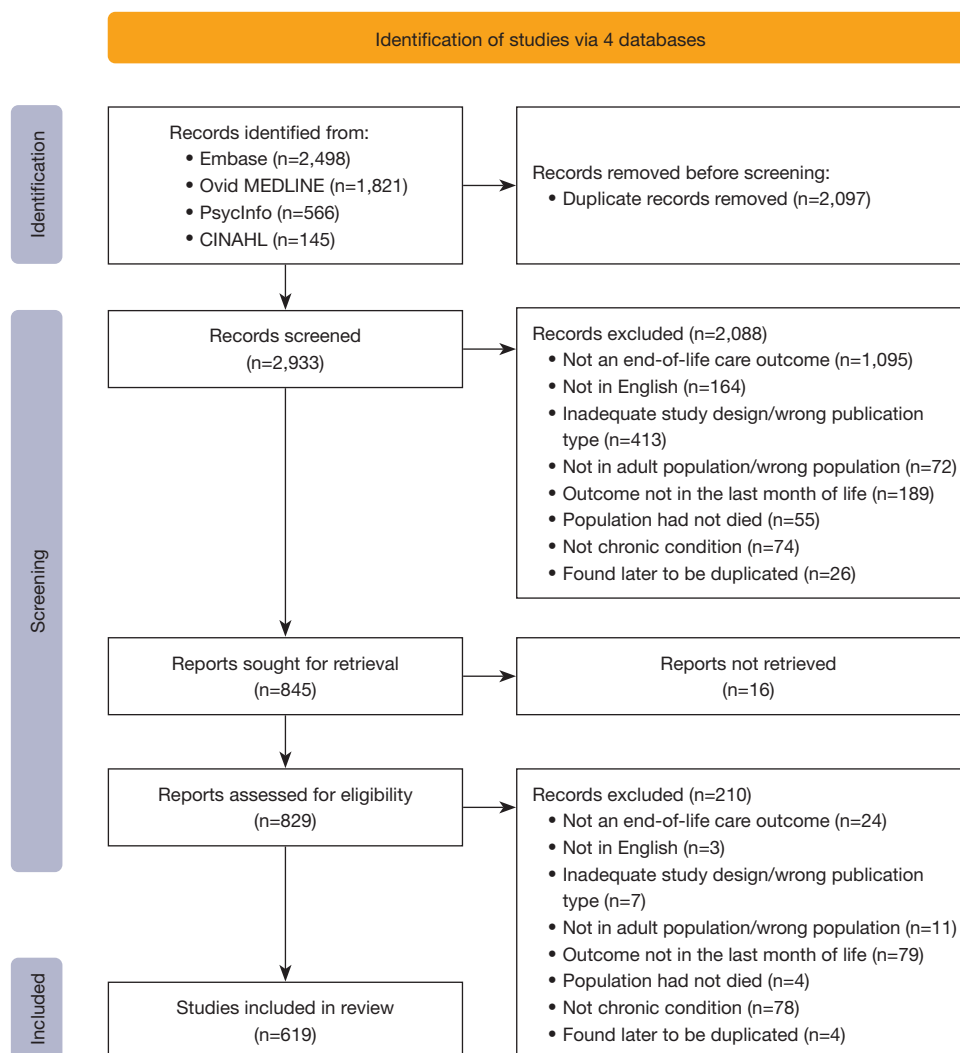 Identification of studies via 4 databases
Identification
Records identified from:
• Embase (n=2,498)
• Ovid MEDLINE (n=1,821)
• PsycInfo (n=566)
• CINAHL (n=145)
Records removed before screening:
• Duplicate records removed (n=2,097)
Screening
Records screened
(n=2,933)
Records excluded (n=2,088)
• Not an end-of-life care outcome (n=1,095)
• Not in English (n=164)
• Inadequate study design/wrong publication
type (n=413)
• Not in adult population/wrong population (n=72)
• Outcome not in the last month of life (n=189)
• Population had not died (n=55)
• Not chronic condition (n=74)
• Found later to be duplicated (n=26)
Reports sought for retrieval
(n=845)
Reports not retrieved
(n=16)
Reports assessed for eligibility
(n=829)
Records excluded (n=210)
• Not an end-of-life care outcome (n=24)
• Not in English (n=3)
• Inadequate study design/wrong publication
type (n=7)
• Not in adult population/wrong population (n=11)
• Outcome not in the last month of life (n=79)
• Population had not died (n=4)
• Not chronic condition (n=78)
• Found later to be duplicated (n=4)
Included
Studies included in review
(n=619)